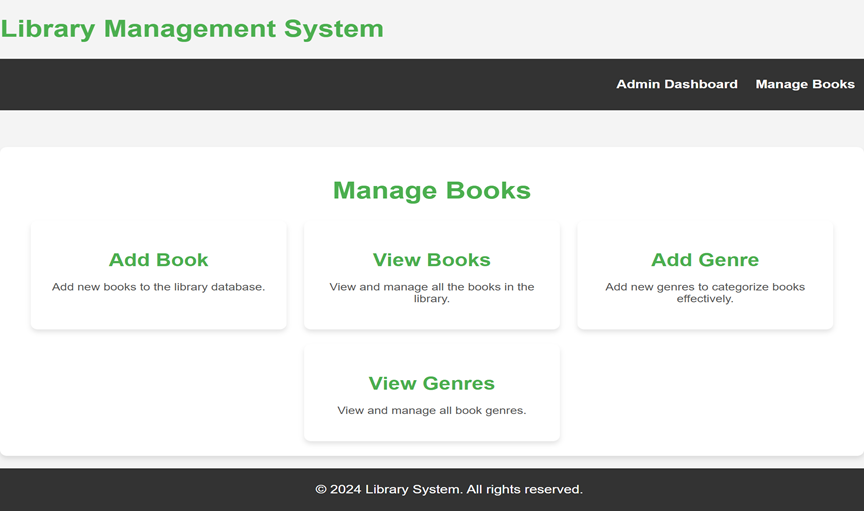 Library Management System
Admin Dashboard Manage Books
Manage Books
Add Book
Add new books to the library database.
View Books
View and manage all the books in the
library.
Add Genre
Add new genres to categorize books
effectively.
View Genres
View and manage all book genres.
© 2024 Library System. All rights reserved.